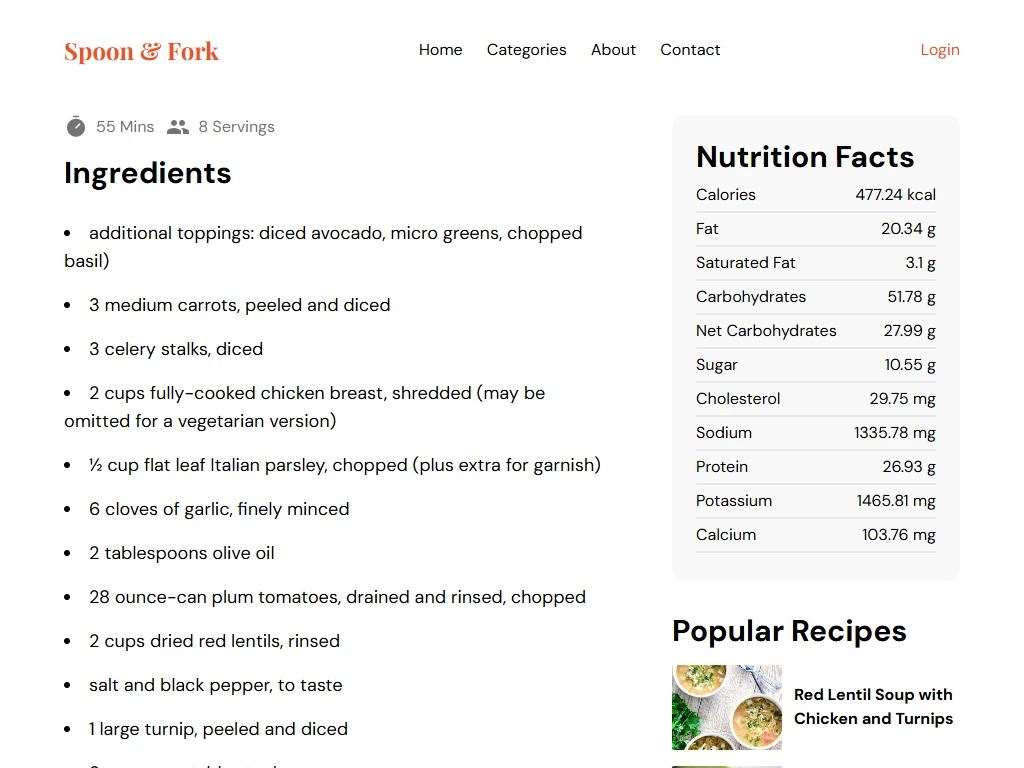 Spoon & Fork
Home Categories About Contact
Login
55 Mins 8 Servings
Ingredients
• additional toppings: diced avocado, micro greens, chopped
basil)
• 3 medium carrots, peeled and diced
• 3 celery stalks, diced
• 2 cups fully-cooked chicken breast, shredded (may be
omitted for a vegetarian version)
• ½ cup flat leaf Italian parsley, chopped (plus extra for garnish)
• 6 cloves of garlic, finely minced
• 2 tablespoons olive oil
• 28 ounce-can plum tomatoes, drained and rinsed, chopped
• 2 cups dried red lentils, rinsed
• salt and black pepper, to taste
• 1 large turnip, peeled and diced
Nutrition Facts
Calories 477.24 kcal
Fat 20.34 g
Saturated Fat 3.1 g
Carbohydrates 51.78 g
Net Carbohydrates 27.99 g
Sugar 10.55 g
Cholesterol 29.75 mg
Sodium 1335.78 mg
Protein 26.93 g
Potassium 1465.81 mg
Calcium 103.76 mg
Popular Recipes
Red Lentil Soup with
Chicken and Turnips